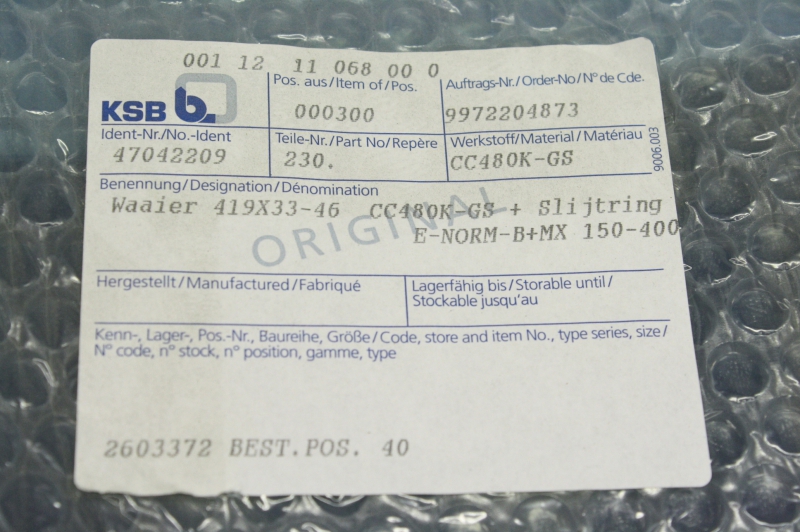 001 12 11 068 00 0
KSB b.
Pos. aus/Item of/Pos.
000300
Auftrags-Nr./Order-No/N° de Cde.
9972204873
Ident-Nr./No.-Ident
47042209
Teile-Nr./Part No/Repère
230.
Werkstoff/Material/Matériau
CC480K-GS
9006.003
Benennung/Designation/Dénomination
Waaier 419X33-46 CC480K-GS + Slijtring
E-NORM-B+MX 150-400
ORIGINAL
Hergestellt/Manufactured/Fabriqué
Lagerfähig bis/Storable until/
Stockable jusqu'au
Kenn-, Lager-, Pos.-Nr., Baureihe, Größe/Code, store and item No., type series, size/
N° code, n° stock, n° position, gamme, type
2603372 BEST.POS. 40